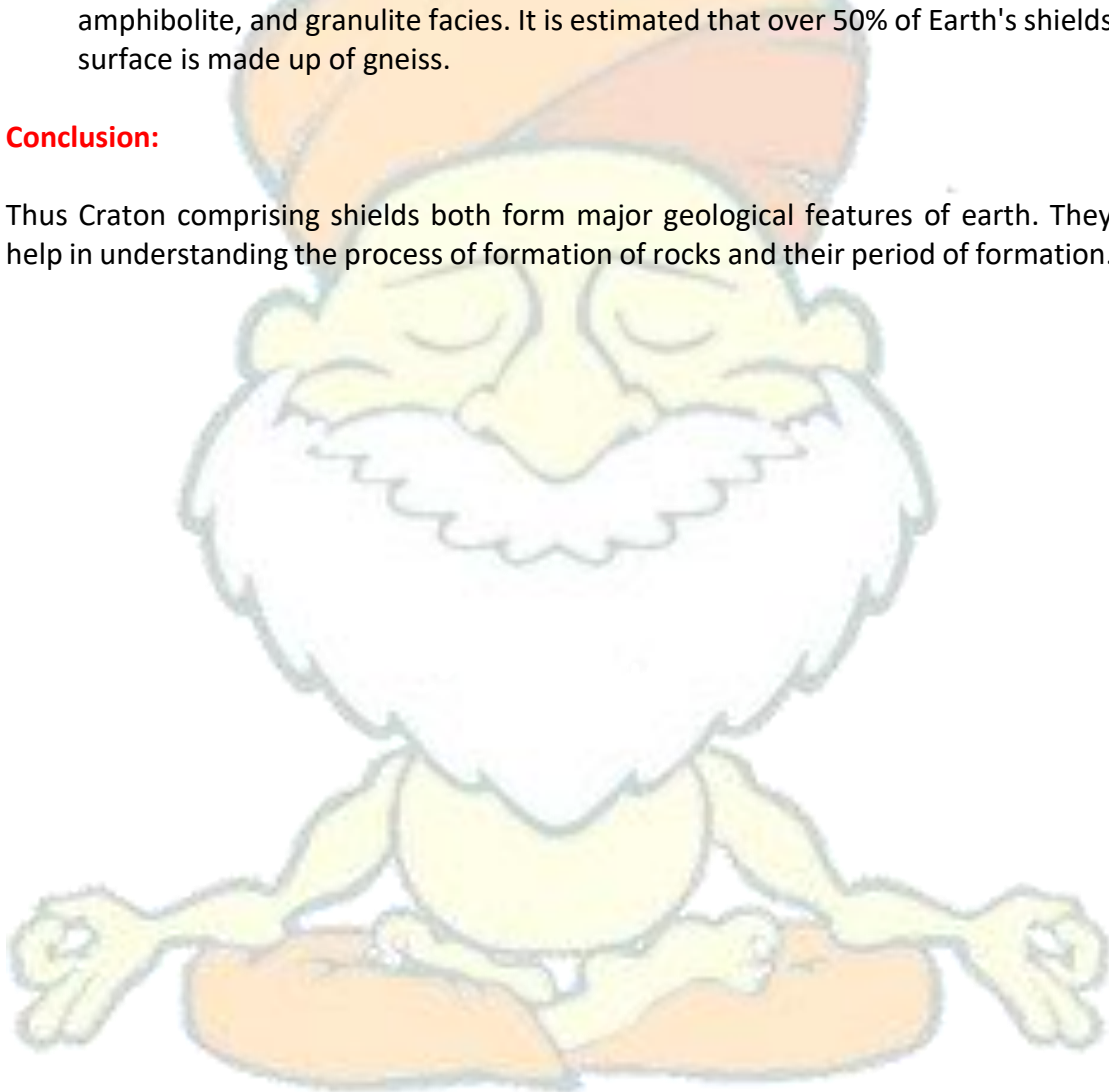 amphibolite, and granulite facies. It is estimated that over 50% of Earth's shields
surface is made up of gneiss.
Conclusion:
Thus Craton comprising shields both form major geological features of earth. They
help in understanding the process of formation of rocks and their period of formation.